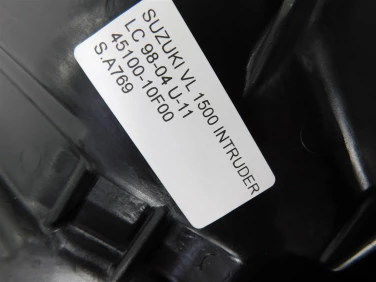 SUZUKI VL 1500 INTRUDER
LC 98-04 U-11
45100-10F00
S.A769